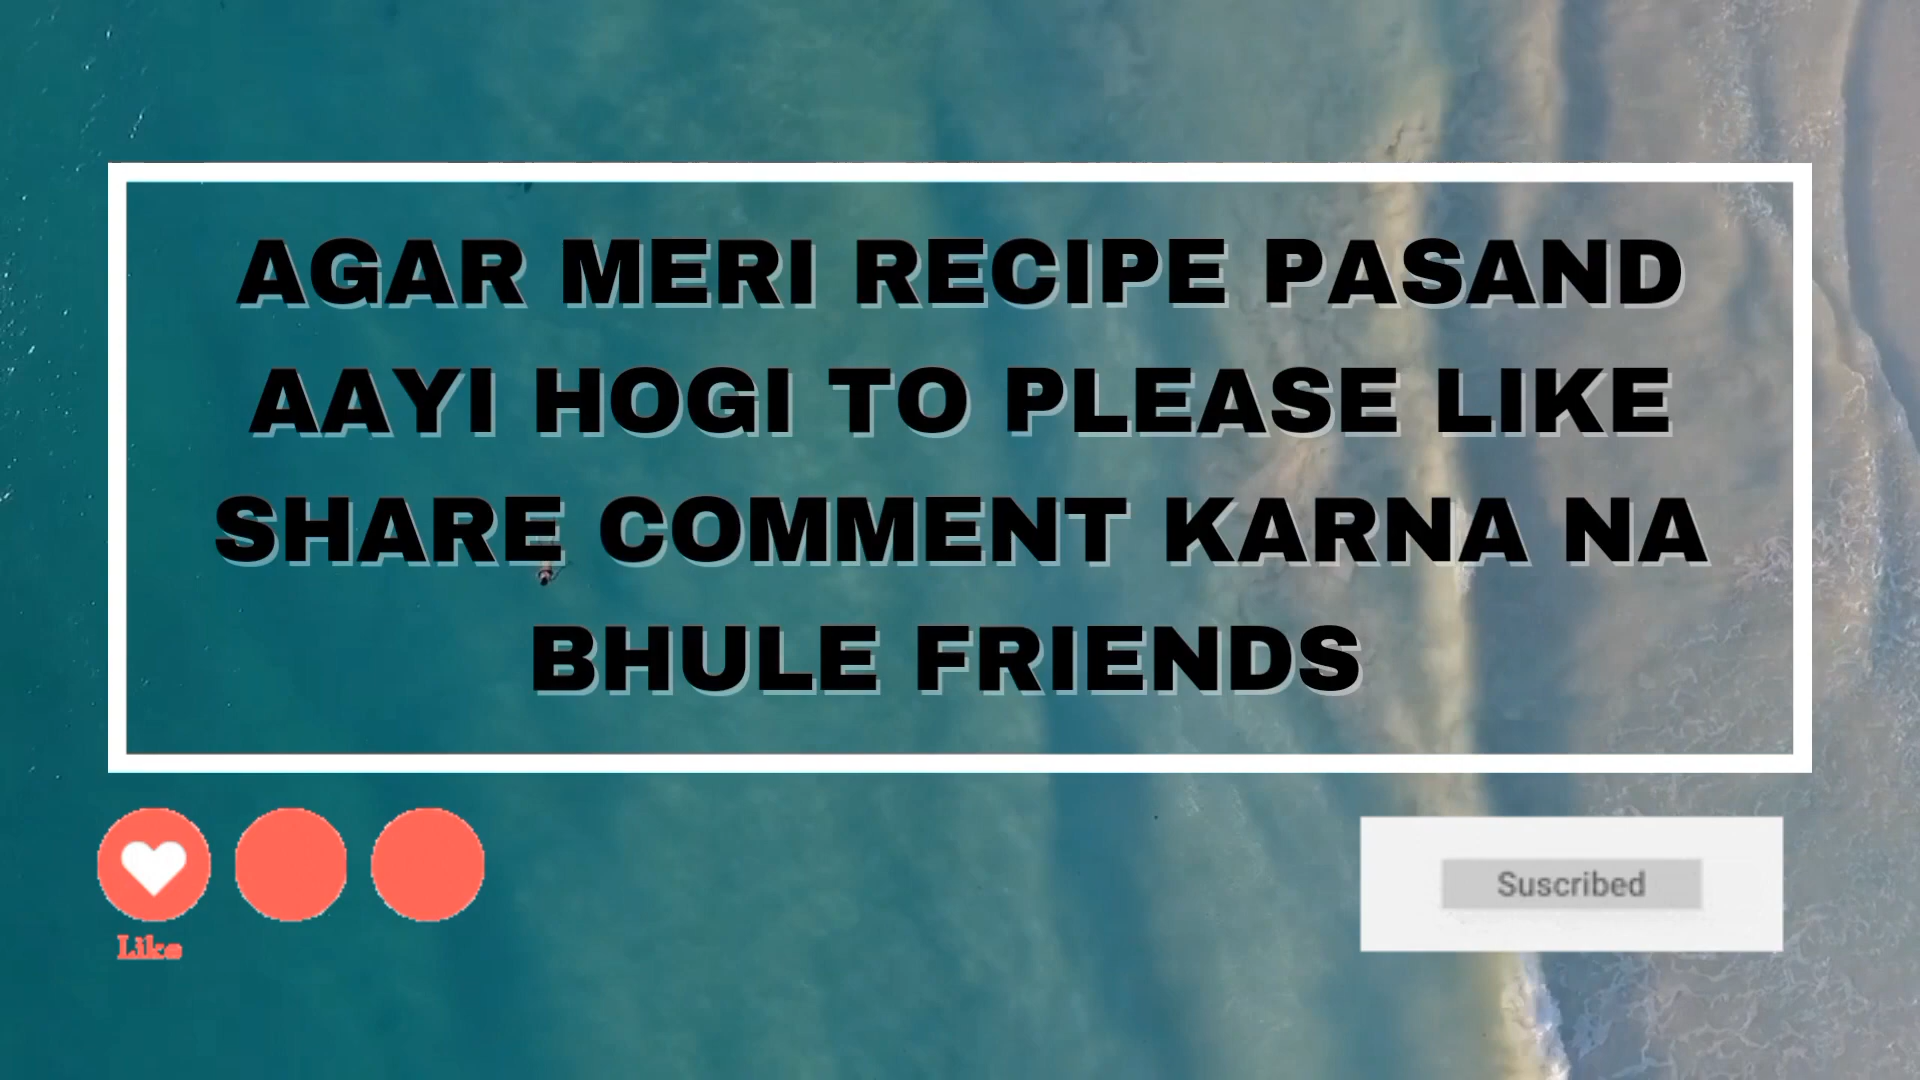 AGAR MERI RECIPE PASAND
AAYI HOGI TO PLEASE LIKE
SHARE COMMENT KARNA NA
BHULE FRIENDS
Like
Suscribed